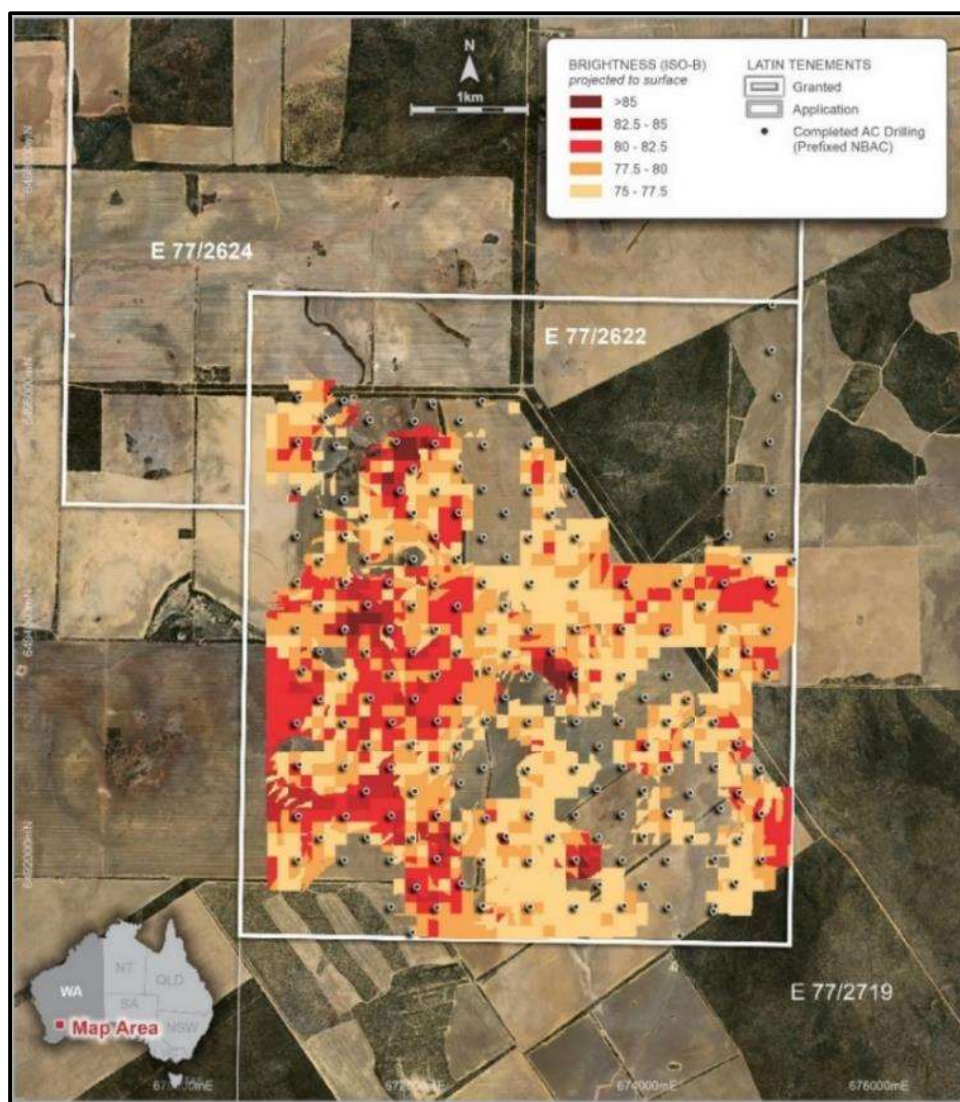 BRIGHTNESS (ISO-B)
projected to surface
>85
82.5 - 85
80 - 82.5
77.5 - 80
75 - 77.5
LATIN TENEMENTS
Granted
Application
Completed AC Drilling
(Prefixed NBAC)
N
1km
E 77/2624
E 77/2622
E 77/2719
6492000mN
WA
NT
QLD
SA
NSW
Map Area
672000mE
674000mE
676000mE